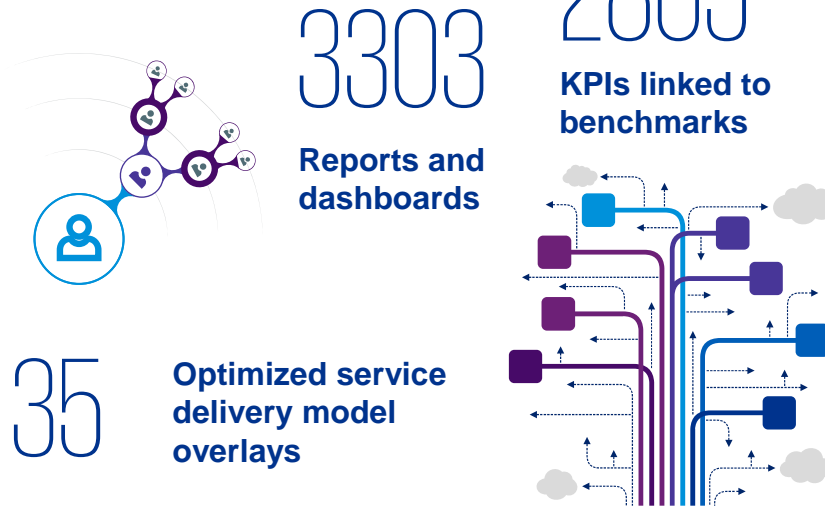 3303
Reports and
dashboards
KPIs linked to
benchmarks
35
Optimized service
delivery model
overlays